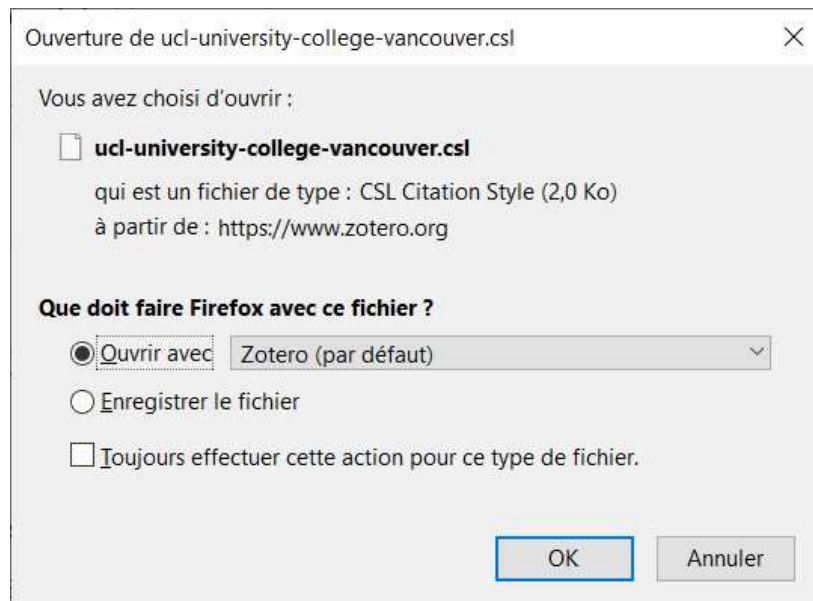 Ouverture de ucl-university-college-vancouver.csl
Vous avez choisi d'ouvrir :
ucl-university-college-vancouver.csl
qui est un fichier de type : CSL Citation Style (2,0 Ko)
à partir de : https://www.zotero.org
Que doit faire Firefox avec ce fichier ?
Ouvrir avec Zotero (par défaut)
Enregistrer le fichier
Toujours effectuer cette action pour ce type de fichier.
OK Annuler